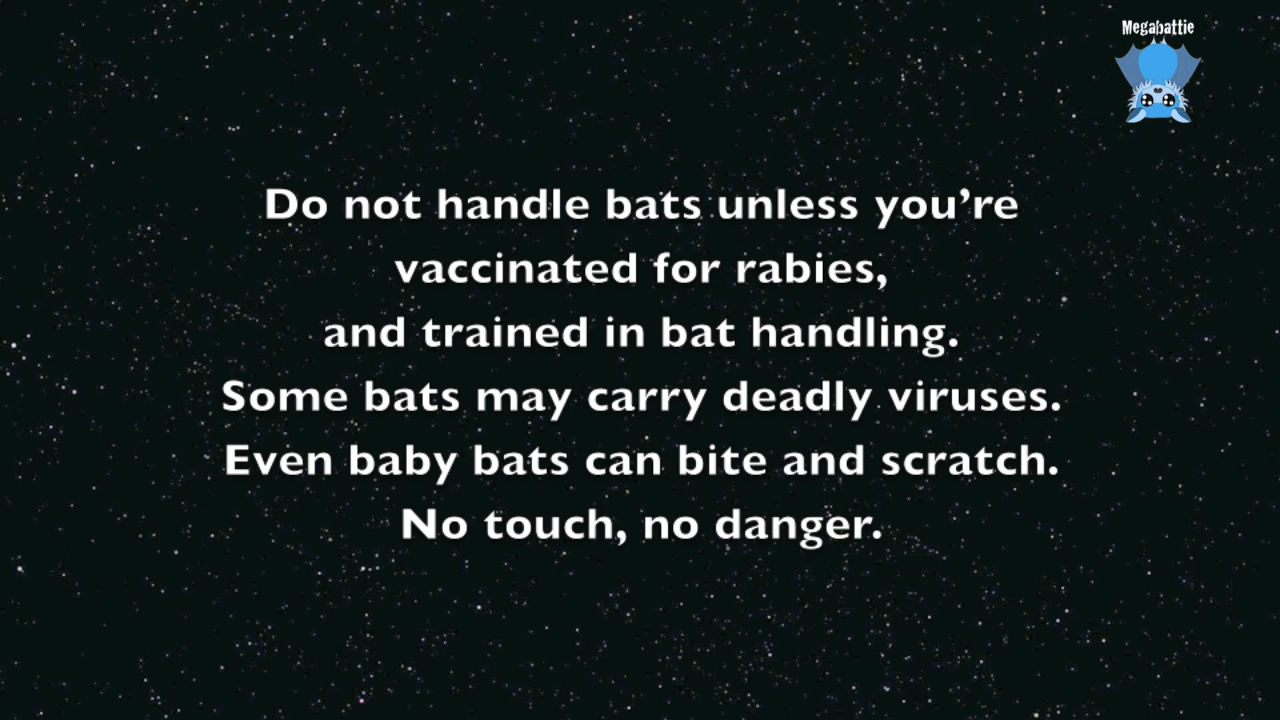 Megabattie
Do not handle bats unless you’re
vaccinated for rabies,
and trained in bat handling.
Some bats may carry deadly viruses.
Even baby bats can bite and scratch.
No touch, no danger.